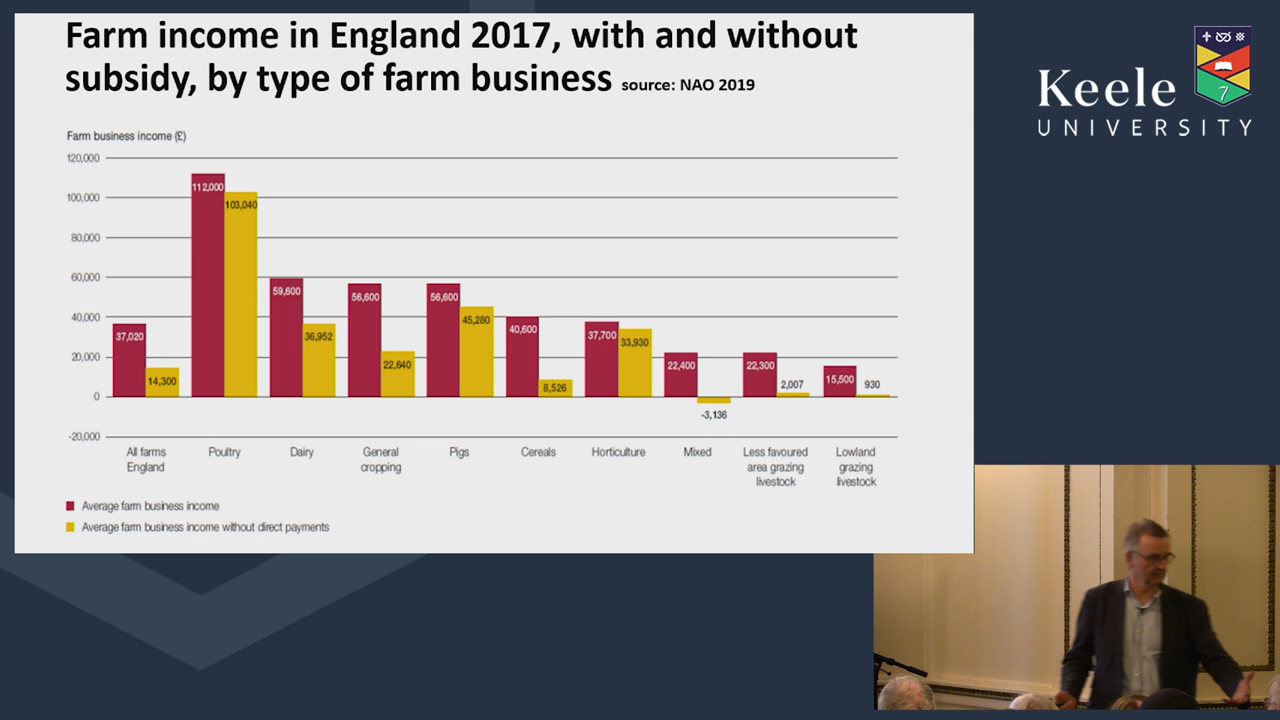 Farm income in England 2017, with and without
subsidy, by type of farm business source: NAO 2019
Keele
UNIVERSITY
Farm business income (£)
120,000
100,000
80,000
60,000
40,000
20,000
0
-20,000
37,020
14,300
112,000
103,040
59,600
36,952
56,600
22,640
56,600
45,280
40,600
8,526
37,700
33,930
22,400
-3,136
22,300
2,007
15,500
930
All farms
England
Poultry
Dairy
General
cropping
Pigs
Cereals
Horticulture
Mixed
Less favoured
area grazing
livestock
Lowland
grazing
livestock
Average farm business income
Average farm business income without direct payments